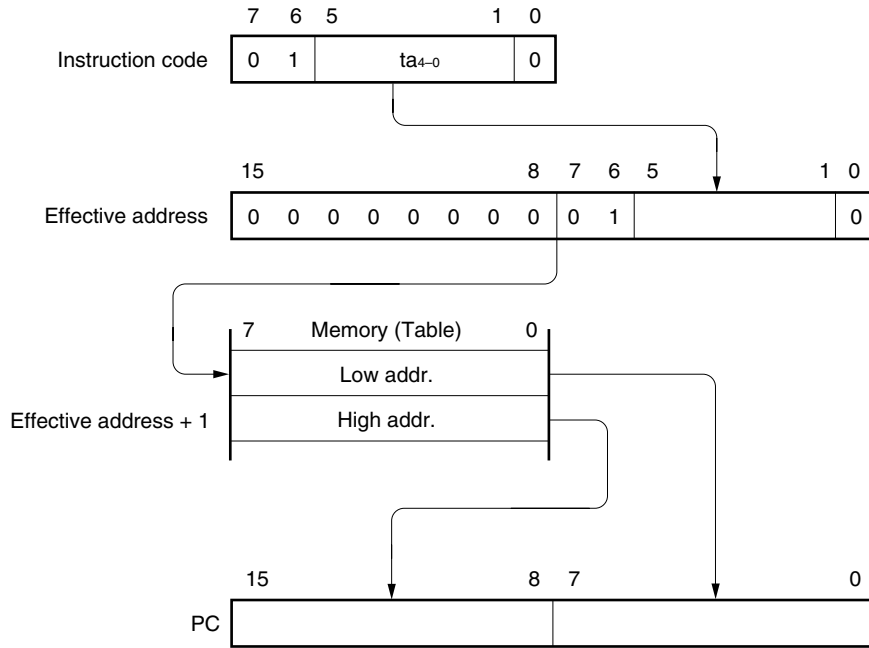 7 6 5 1 0
Instruction code 0 1 ta4–0 0
15 8 7 6 5 1 0
Effective address 0 0 0 0 0 0 0 0 0 1 0
7 Memory (Table) 0
Low addr.
Effective address + 1 High addr.
15 8 7 0
PC